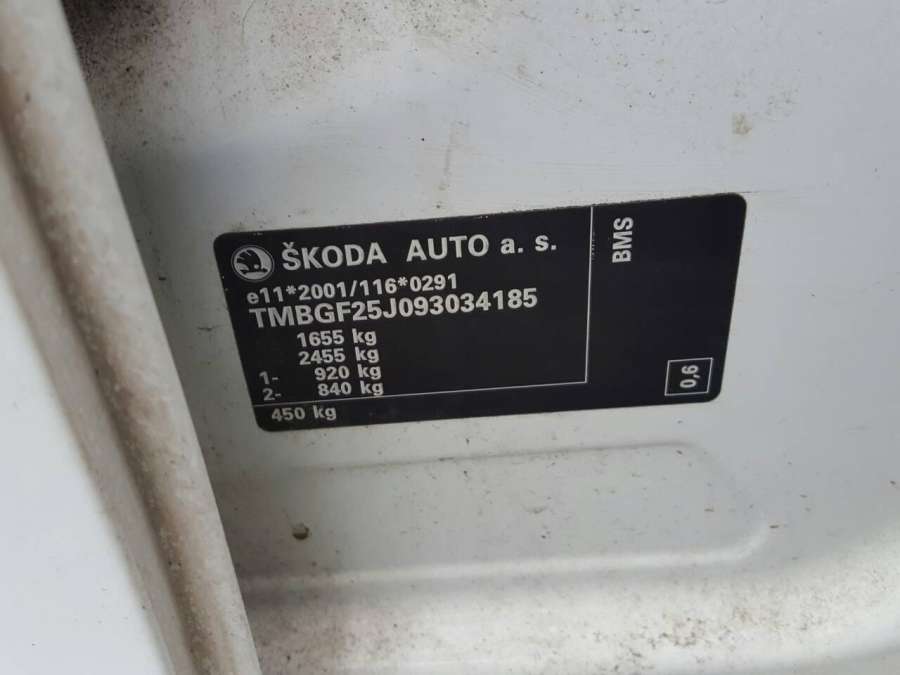 ŠKODA AUTO a. s.
e11*2001/116*0291
TMBGF25J093034185
1655 kg
2455 kg
1- 920 kg
2- 840 kg
450 kg
BMS
0,6